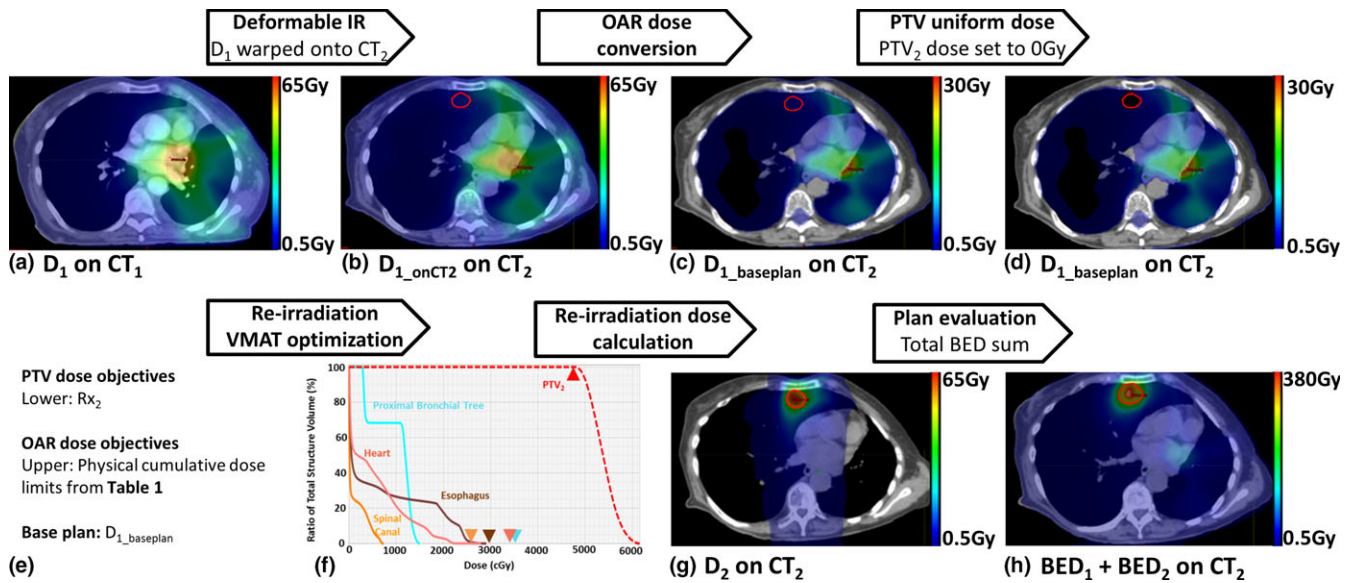 Deformable IR
D1 warped onto CT2
OAR dose
conversion
PTV uniform dose
PTV2 dose set to 0Gy
65Gy
0.5Gy
65Gy
0.5Gy
30Gy
0.5Gy
30Gy
0.5Gy
(a) D1 on CT1
(b) D1_onCT2 on CT2
(c) D1_baseplan on CT2
(d) D1_baseplan on CT2
Re-irradiation
VMAT optimization
Re-irradiation dose
calculation
Plan evaluation
Total BED sum
PTV dose objectives
Lower: Rx2
OAR dose objectives
Upper: Physical cumulative dose
limits from Table 1
Base plan: D1_baseplan
(e)
Ratio of Total Structure Volume (%)
100
80
60
40
20
0
PTV2
Proximal Bronchial Tree
Heart
Esophagus
Spinal
Canal
0 1000 2000 3000 4000 5000 6000
Dose (cGy)
(f)
65Gy
0.5Gy
(g) D2 on CT2
380Gy
0.5Gy
(h) BED1 + BED2 on CT2